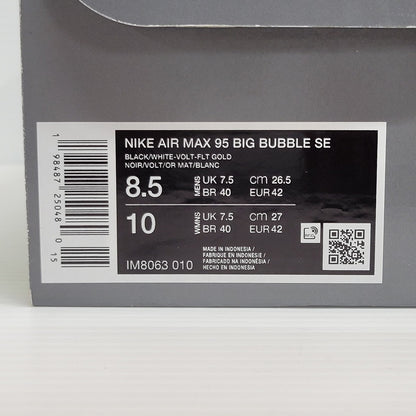 NIKE AIR MAX 95 BIG BUBBLE SE
BLACK/WHITE-VOLT-FLT GOLD
NOIR/VOLT/OR MAT/BLANC
8.5 MENS UK 7.5 CM 26.5
BR 40 EUR 42
10 WMNS UK 7.5 CM 27
BR 40 EUR 42
MADE IN INDONESIA /
FABRIQUE EN INDONESIE /
FABRICADO NA INDONÉSIA /
HECHO EN INDONESIA
IM8063 010
1 98487 25048 0 15